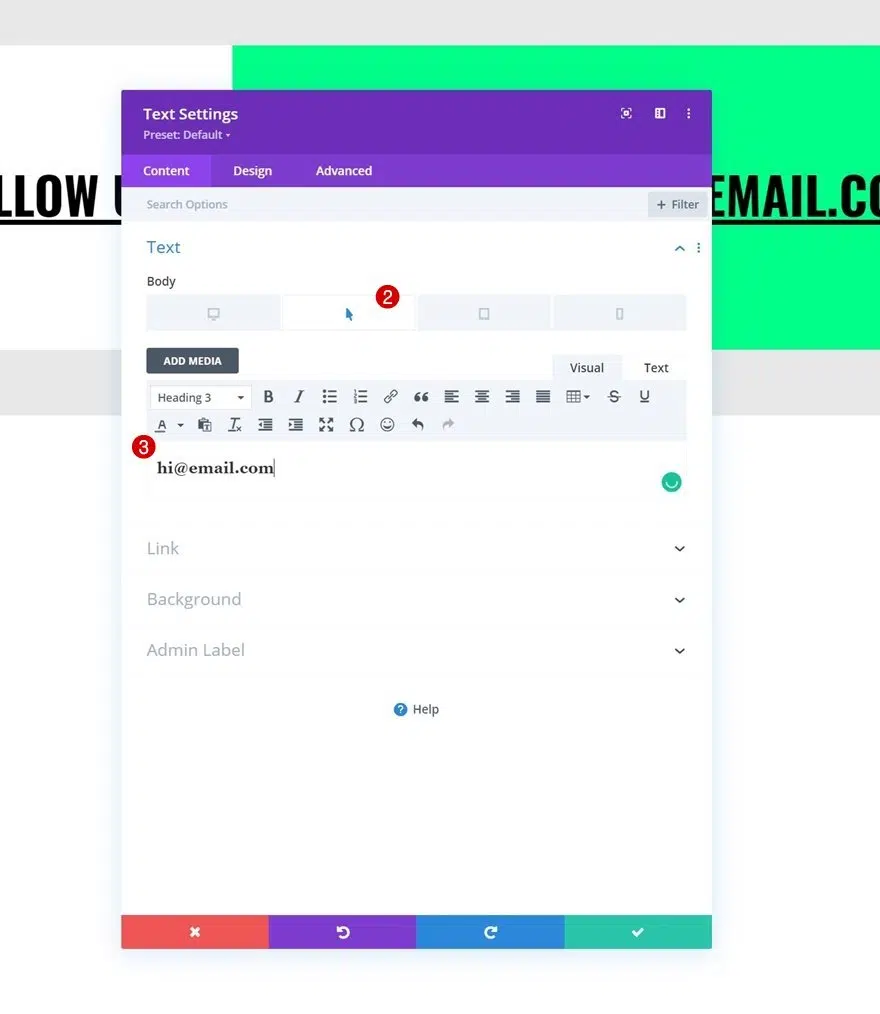 Text Settings
Preset: Default
Content Design Advanced
LLOW EMAIL.CO
Search Options + Filter
Text
Body
2
ADD MEDIA
Visual Text
Heading 3 B I U
A
3
hi@email.com
Link
Background
Admin Label
? Help